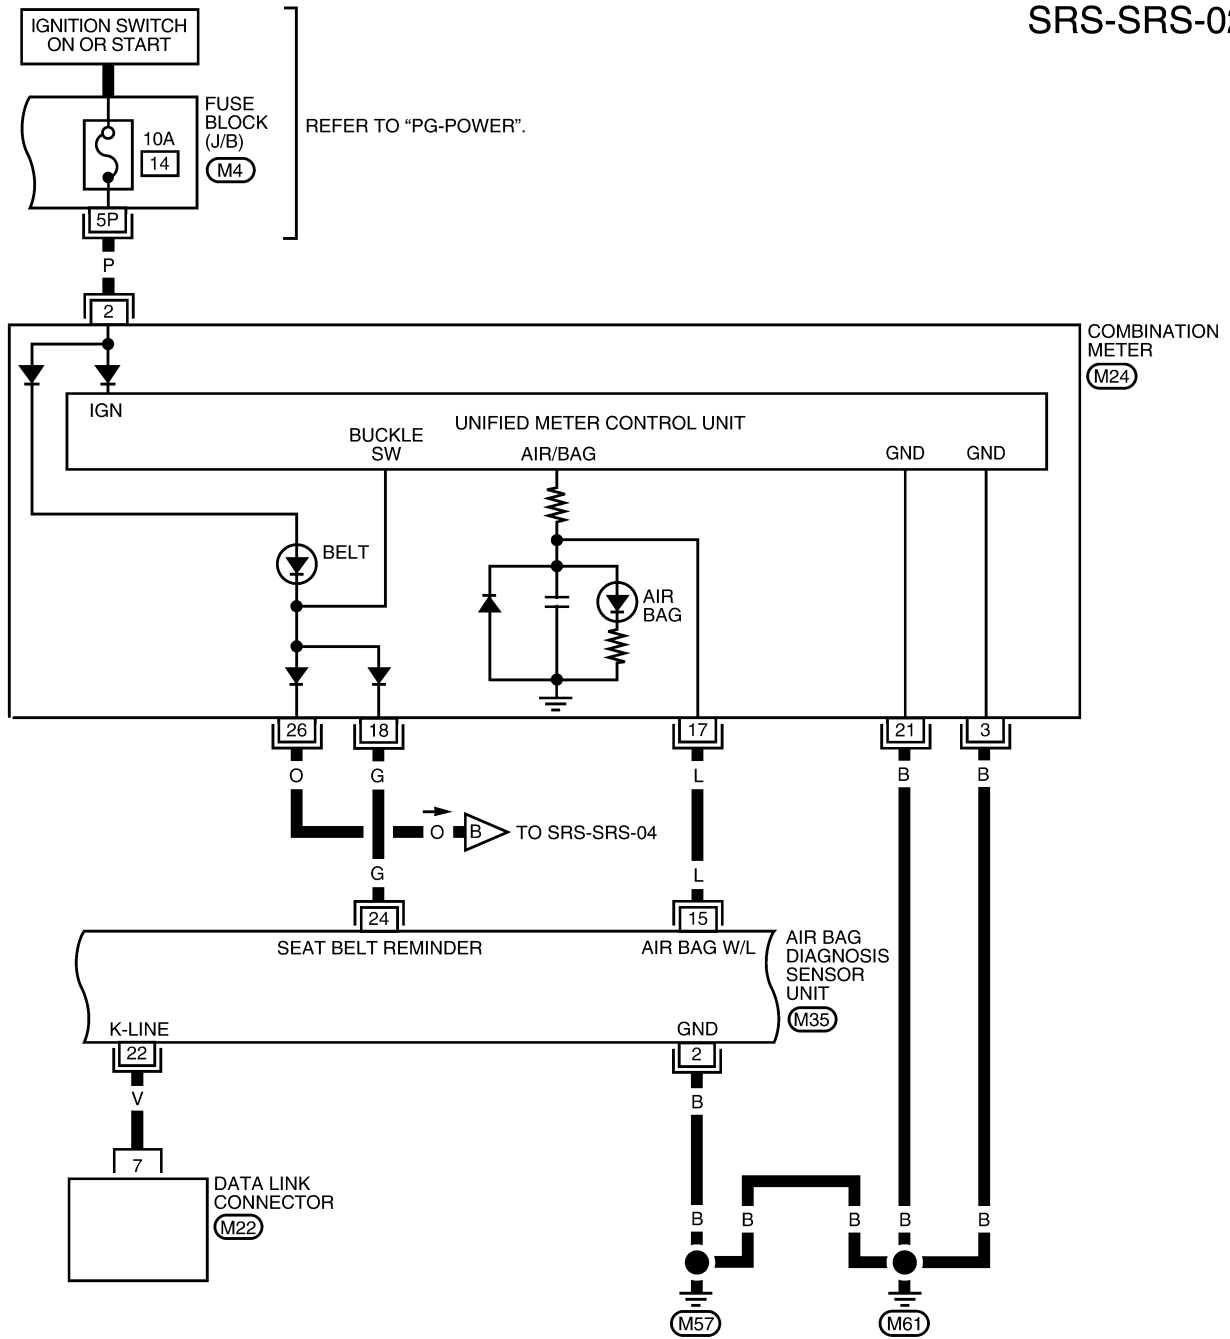 SRS-SRS-02
IGNITION SWITCH
ON OR START
FUSE
BLOCK
(J/B)
M4
10A
14
REFER TO “PG-POWER”.
5P
P
2
COMBINATION
METER
M24
IGN
UNIFIED METER CONTROL UNIT
BUCKLE
SW
AIR/BAG
GND
GND
BELT
AIR
BAG
26
18
17
21
3
O
G
L
B
B
O
B
TO SRS-SRS-04
G
L
24
15
SEAT BELT REMINDER
AIR BAG W/L
AIR BAG
DIAGNOSIS
SENSOR
UNIT
M35
K-LINE
GND
22
2
V
B
7
DATA LINK
CONNECTOR
M22
B
B
B
B
B
M57
M61